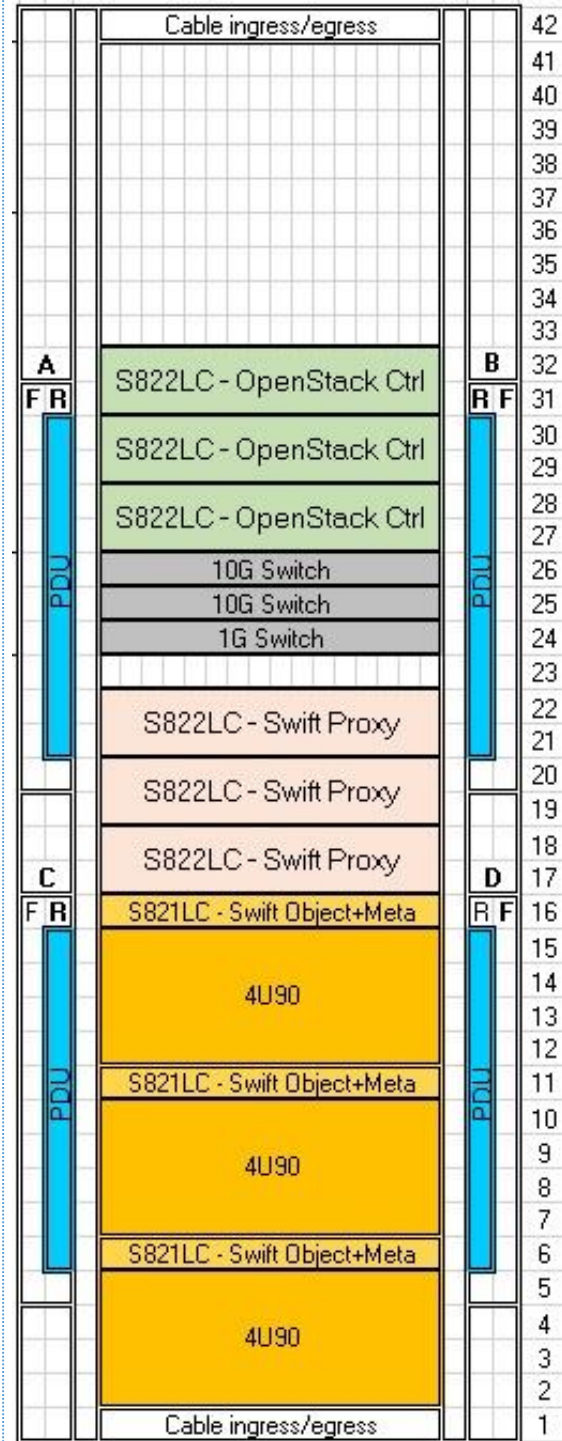 Cable ingress/egress 42
41
40
39
38
37
36
35
34
33
A B 32
S822LC - OpenStack Ctrl
F R R F 31
30
S822LC - OpenStack Ctrl
29
28
S822LC - OpenStack Ctrl
27
10G Switch 26
PDU PDU
10G Switch 25
1G Switch 24
23
22
S822LC - Swift Proxy
21
20
S822LC - Swift Proxy
19
18
S822LC - Swift Proxy
C D 17
F R S821LC - Swift Object+Meta R F 16
15
14
4U90
13
12
S821LC - Swift Object+Meta 11
PDU PDU
10
9
4U90
8
7
S821LC - Swift Object+Meta 6
5
4
4U90
3
2
Cable ingress/egress 1